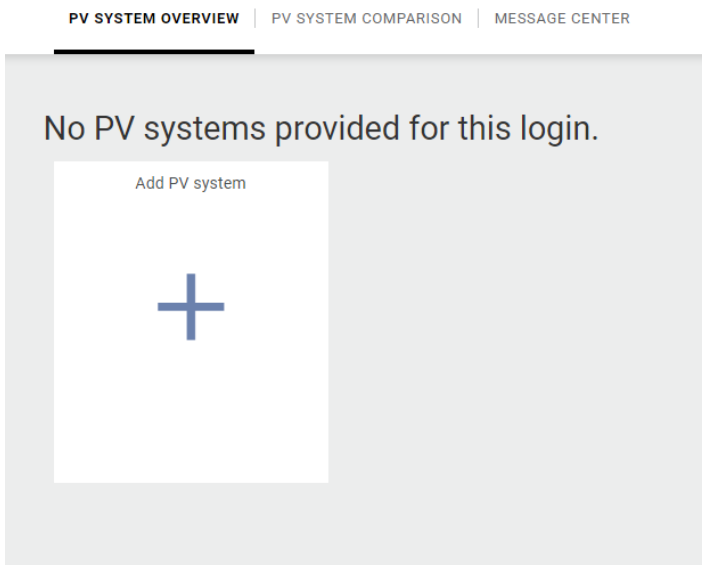 PV SYSTEM OVERVIEW PV SYSTEM COMPARISON MESSAGE CENTER
No PV systems provided for this login.
Add PV system